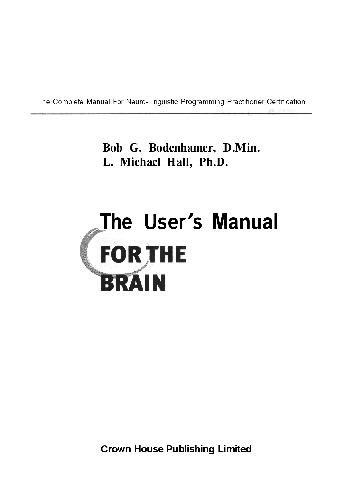 he Complete Manual For Neuro-Linguistic Programming Practitioner Certification
Bob G. Bodenhamer, D.Min.
L. Michael Hall, Ph.D.
The User's Manual
FOR THE
BRAIN
Crown House Publishing Limited